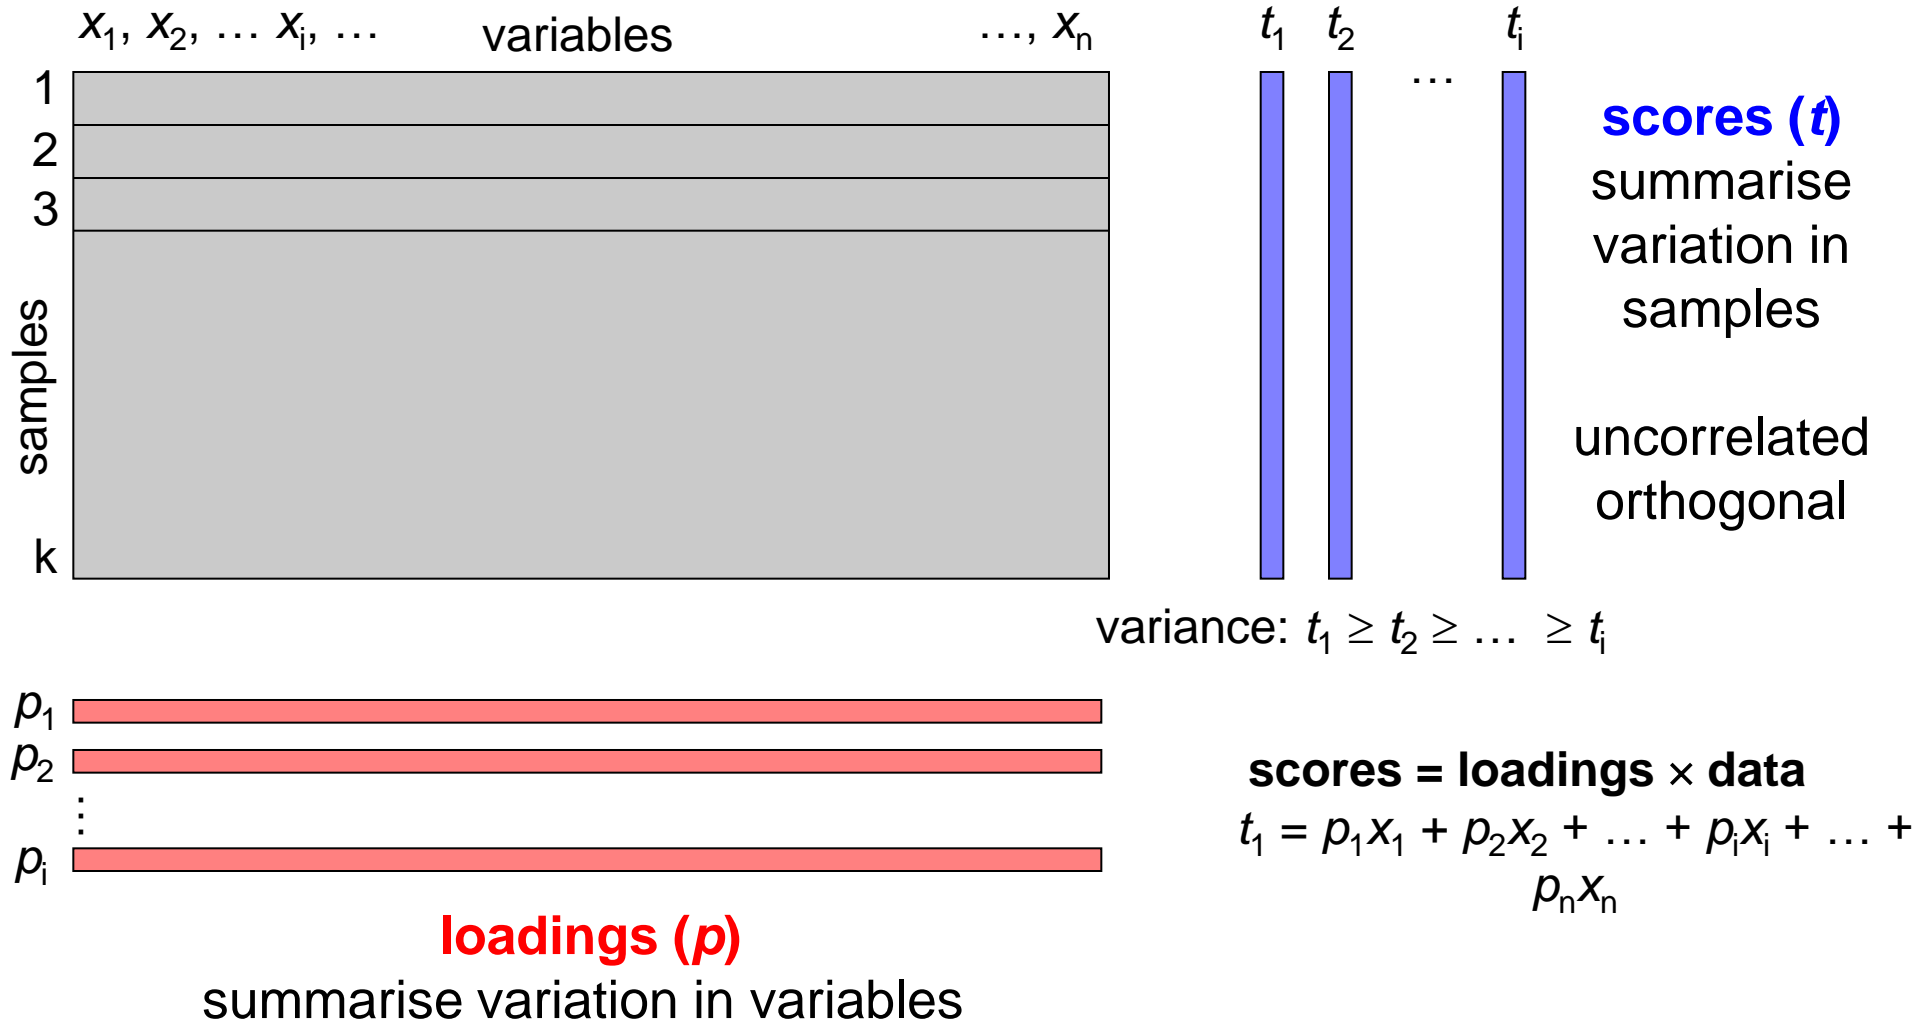 x₁, x₂, … xᵢ, … variables …, xₙ
t₁ t₂ … tᵢ
1
2
3
samples
k
scores (t)
summarise
variation in
samples
uncorrelated
orthogonal
variance: t₁ ≥ t₂ ≥ … ≥ tᵢ
p₁
p₂
⋮
pᵢ
loadings (p)
summarise variation in variables
scores = loadings × data
t₁ = p₁x₁ + p₂x₂ + … + pᵢxᵢ + … +
pₙxₙ